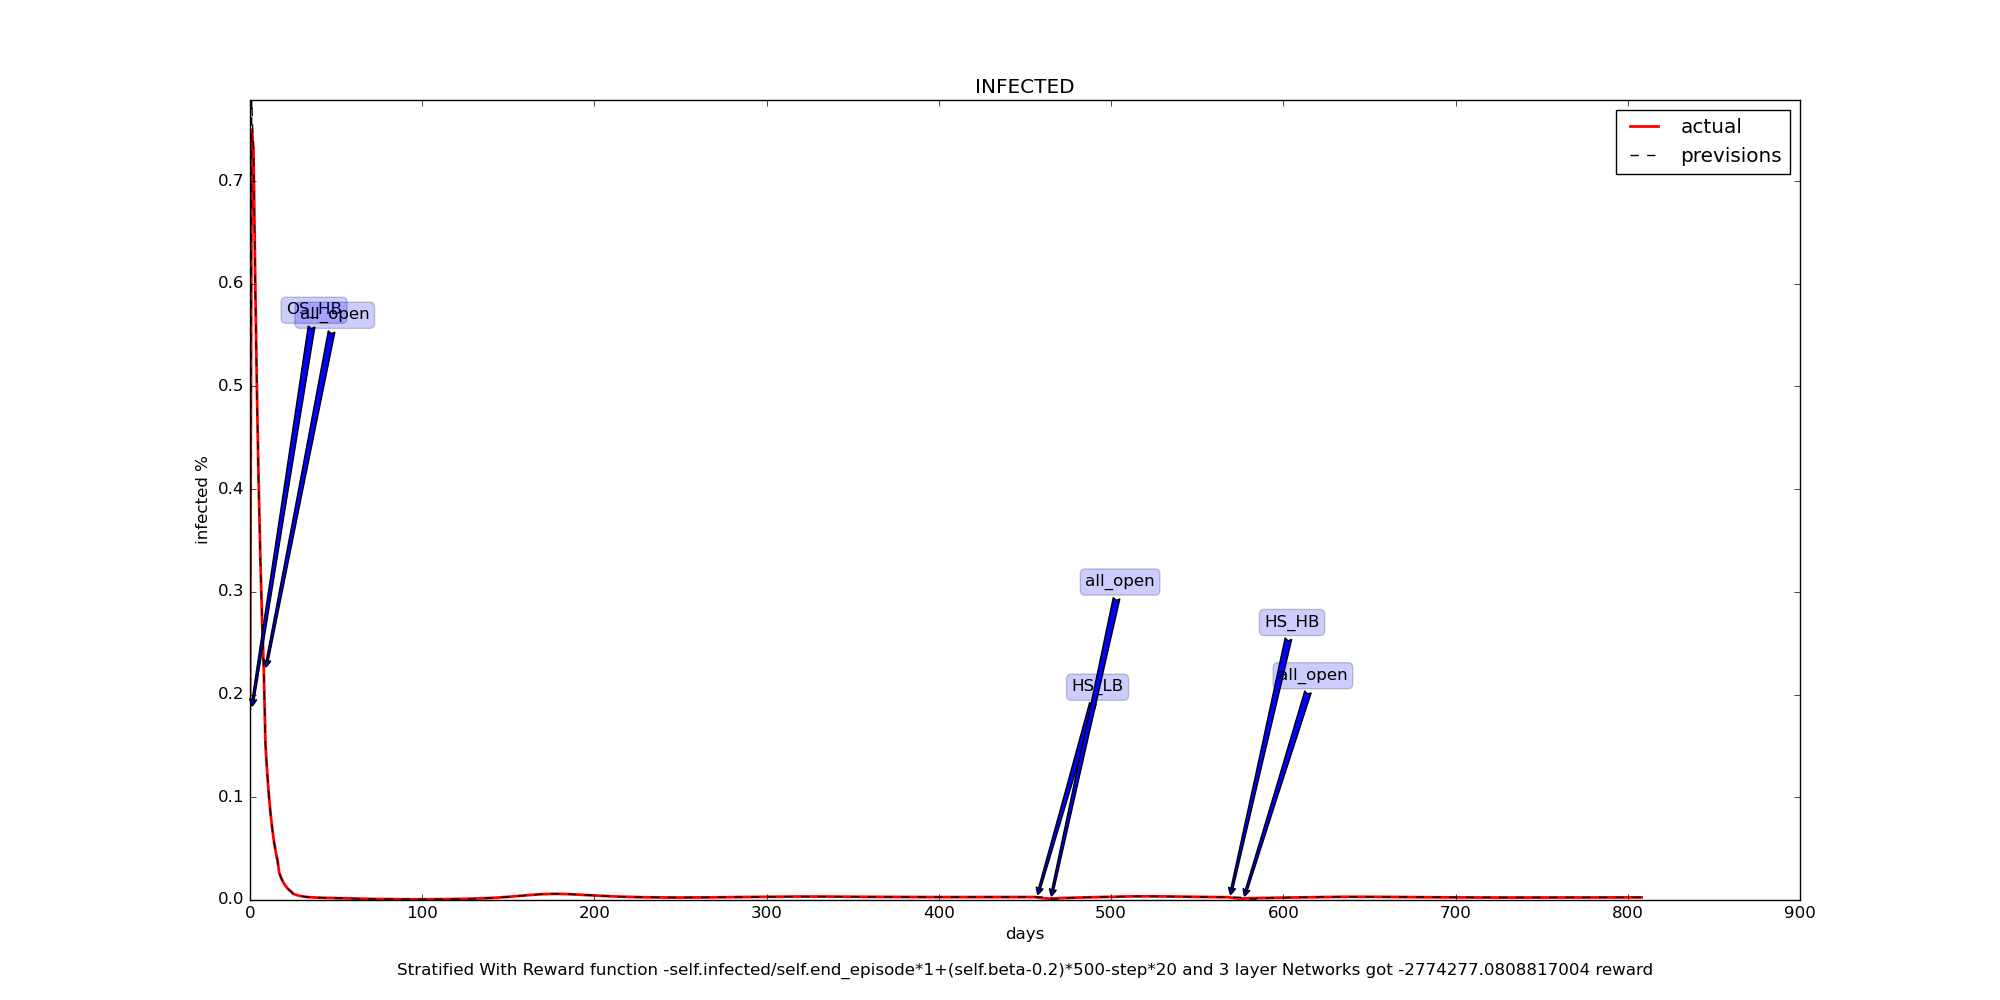 INFECTED
actual
previsions
0.7
0.6
0.5
0.4
0.3
0.2
0.1
0.0
infected %
OS_HB
all_open
all_open
HS_LB
HS_HB
all_open
0 100 200 300 400 500 600 700 800 900
days
Stratified With Reward function -self.infected/self.end_episode*1+(self.beta-0.2)*500-step*20 and 3 layer Networks got -2774277.0808817004 reward